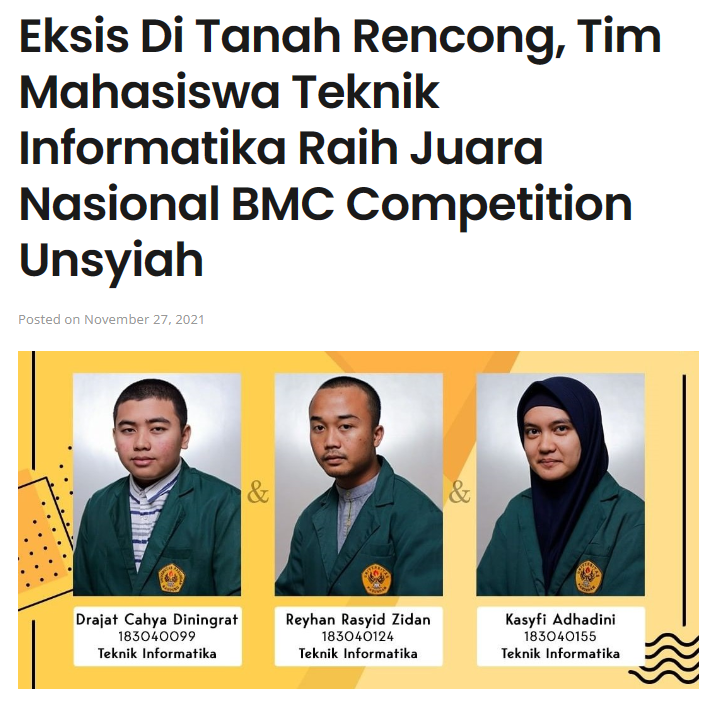 Eksis Di Tanah Rencong, Tim
Mahasiswa Teknik
Informatika Raih Juara
Nasional BMC Competition
Unsyiah
Posted on November 27, 2021
&
&
Drajat Cahya Diningrat
183040099
Teknik Informatika
Reyhan Rasyid Zidan
183040124
Teknik Informatika
Kasyfi Adhadini
183040155
Teknik Informatika